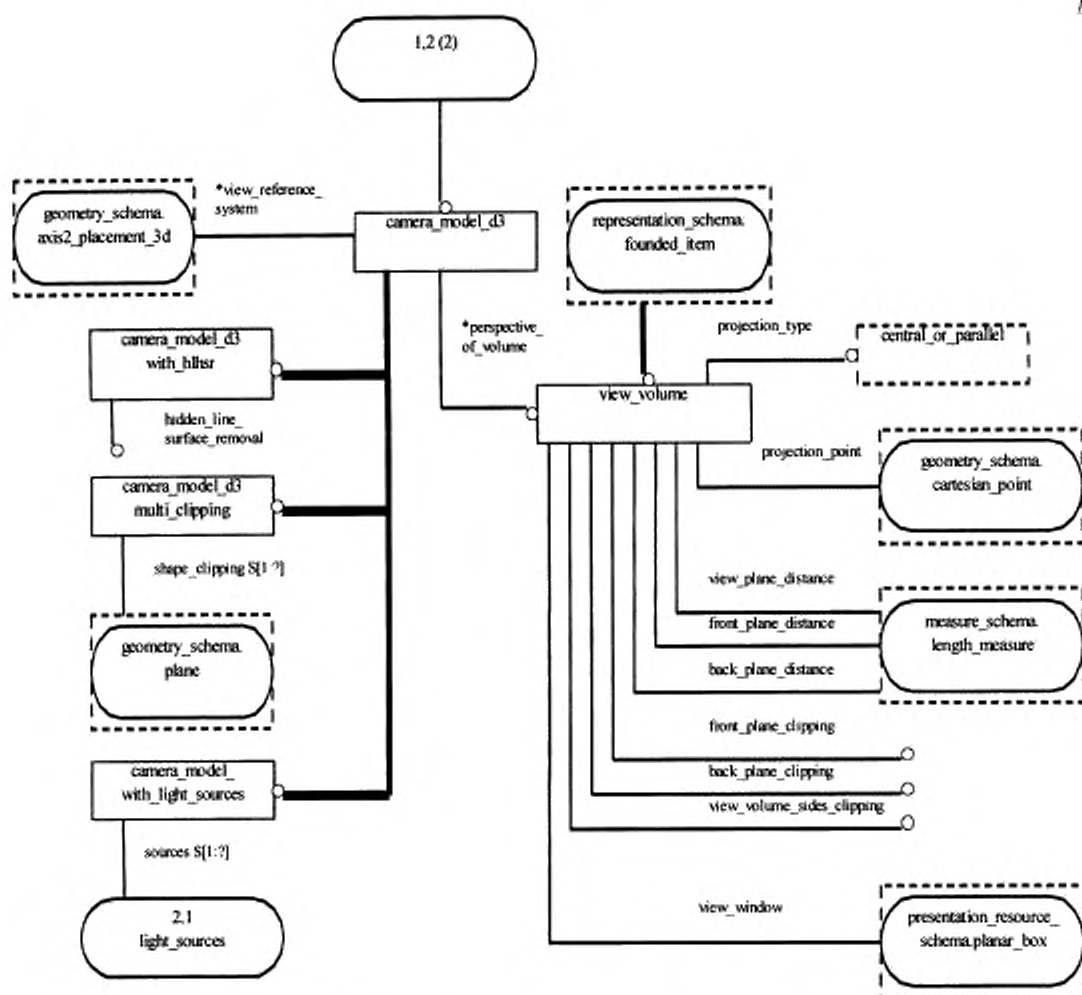 1,2 (2)
*view_reference_
system
geometry_schema.
axis2_placement_3d
camera_model_d3
representation_schema.
founded_item
*perspective_
of_volume
projection_type
central_or_parallel
camera_model_d3
with_hlhsr
view_volume
hidden_line_
surface_removal
projection_point
geometry_schema.
cartesian_point
camera_model_d3
multi_clipping
shape_clipping S[1:?]
view_plane_distance
front_plane_distance
measure_schema.
length_measure
geometry_schema.
plane
back_plane_distance
front_plane_clipping
camera_model_
with_light_sources
back_plane_clipping
view_volume_sides_clipping
sources S[1:?]
view_window
2,1
light_sources
presentation_resource_
schema.planar_box